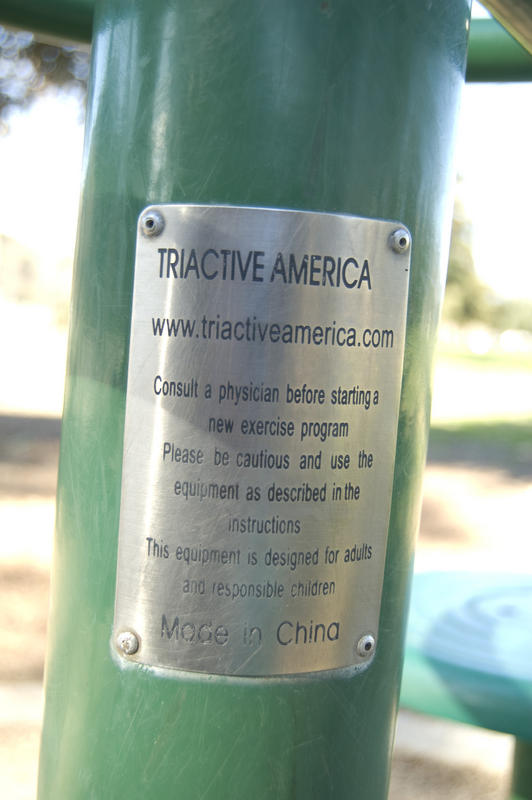 TRIACTIVE AMERICA
www.triactiveamerica.com
Consult a physician before starting a
new exercise program
Please be cautious and use the
equipment as described in the
instructions
This equipment is designed for adults
and responsible children
Made in China